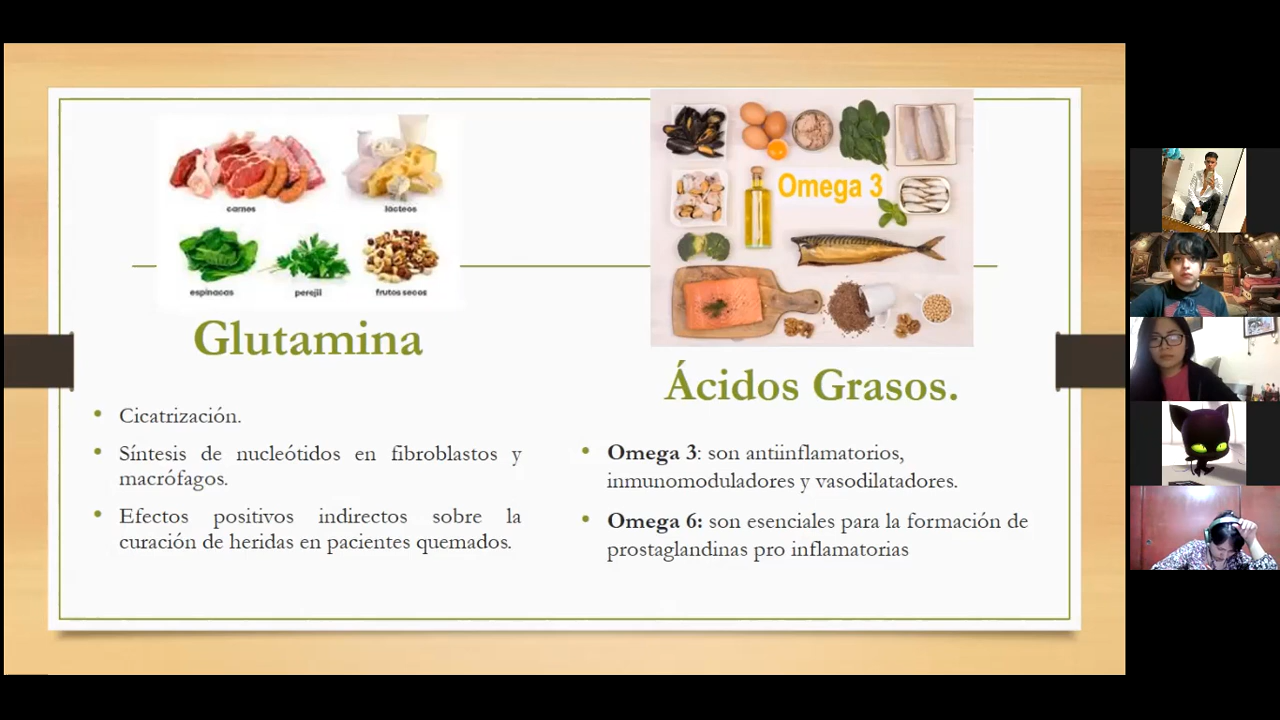 carnes
lácteos
espinacas
perejil
frutos secos
Glutamina
Cicatrización.
Síntesis de nucleótidos en fibroblastos y
macrófagos.
Efectos positivos indirectos sobre la
curación de heridas en pacientes quemados.
Omega 3
Ácidos Grasos.
Omega 3: son antiinflamatorios,
inmunomoduladores y vasodilatadores.
Omega 6: son esenciales para la formación de
prostaglandinas pro inflamatorias